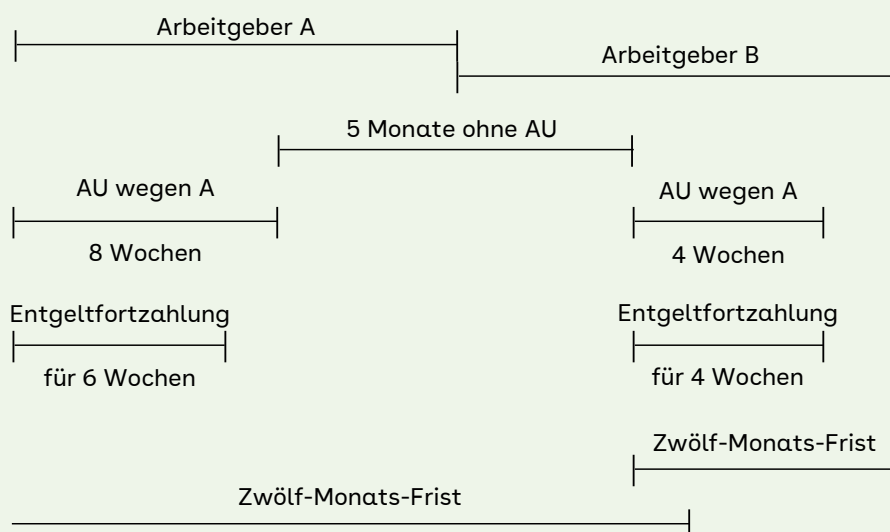 Arbeitgeber A
Arbeitgeber B
5 Monate ohne AU
AU wegen A
AU wegen A
8 Wochen
4 Wochen
Entgeltfortzahlung
Entgeltfortzahlung
für 6 Wochen
für 4 Wochen
Zwölf-Monats-Frist
Zwölf-Monats-Frist